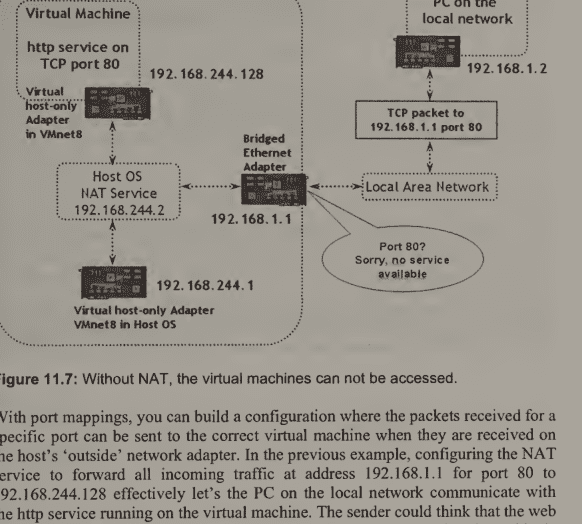 Virtual Machine
http service on
TCP port 80
192.168.244.128
Virtual
host-only
Adapter
in VMnet8
Host OS
NAT Service
192.168.244.2
Bridged
Ethernet
Adapter
192.168.1.1
192.168.244.1
Virtual host-only Adapter
VMnet8 in Host OS
PC on the
local network
192.168.1.2
TCP packet to
192.168.1.1 port 80
Local Area Network
Port 80?
Sorry, no service
available
igure 11.7: Without NAT, the virtual machines can not be accessed.
With port mappings, you can build a configuration where the packets received for a
pecific port can be sent to the correct virtual machine when they are received on
he host's 'outside' network adapter. In the previous example, configuring the NAT
ervice to forward all incoming traffic at address 192.168.1.1 for port 80 to
92.168.244.128 effectively let's the PC on the local network communicate with
he http service running on the virtual machine. The sender could think that the web